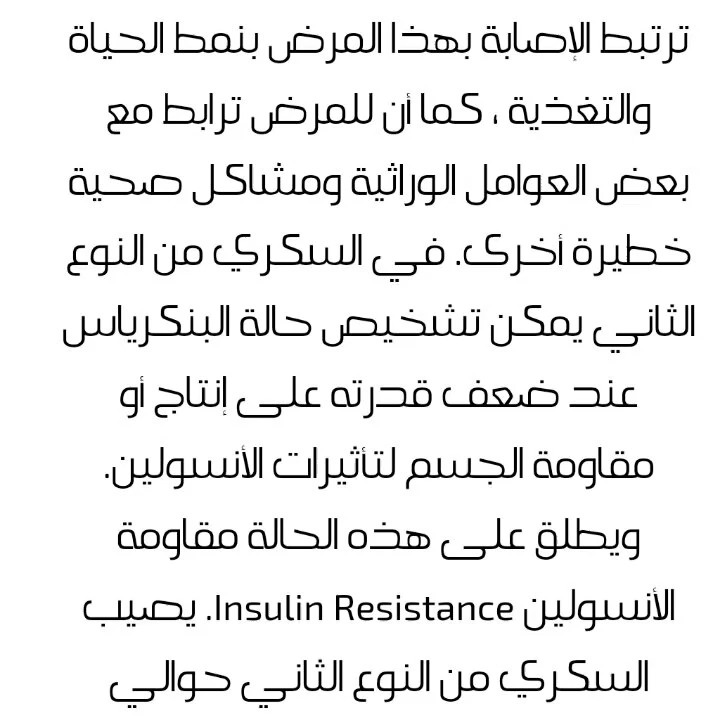 ترتبط الإصابة بهذا المرض بنمط الحياة
والتغذية ، كما أن للمرض ترابط مع
بعض العوامل الوراثية ومشاكل صحية
خطيرة أخرى. في السكري من النوع
الثاني يمكن تشخيص حالة البنكرياس
عند ضعف قدرته على إنتاج أو
مقاومة الجسم لتأثيرات الأنسولين.
ويطلق على هذه الحالة مقاومة
الأنسولين Insulin Resistance. يصيب
السكري من النوع الثاني حوالي